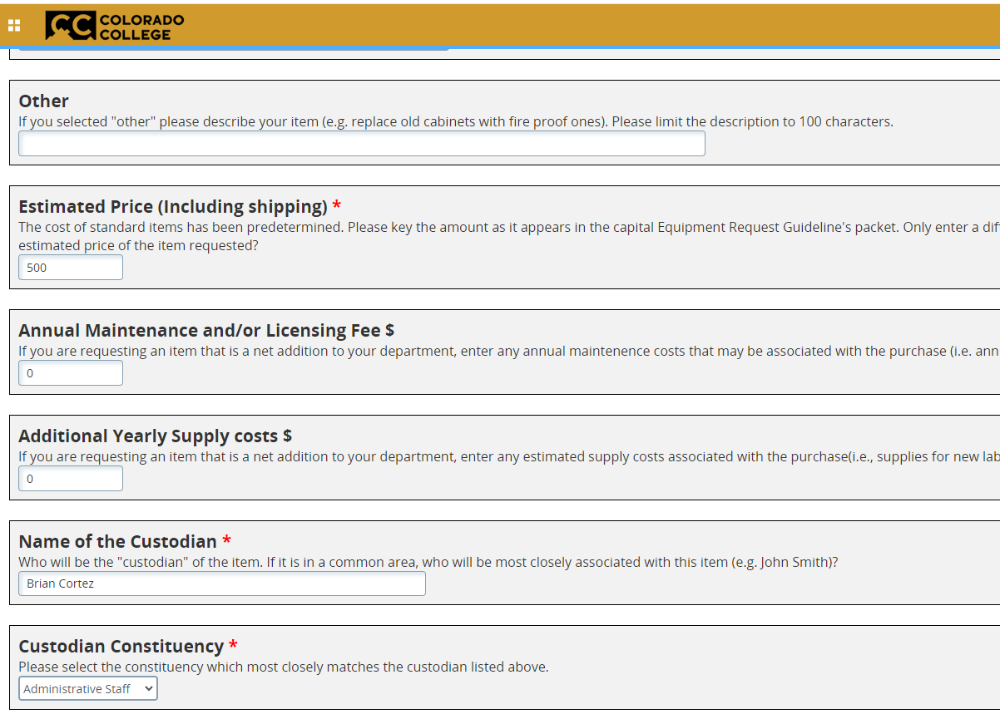 COLORADO
COLLEGE
Other
If you selected "other" please describe your item (e.g. replace old cabinets with fire proof ones). Please limit the description to 100 characters.
Estimated Price (Including shipping) *
The cost of standard items has been predetermined. Please key the amount as it appears in the capital Equipment Request Guideline's packet. Only enter a
estimated price of the item requested?
500
Annual Maintenance and/or Licensing Fee $
If you are requesting an item that is a net addition to your department, enter any annual maintenence costs that may be associated with the purchase (i.e. ann
0
Additional Yearly Supply costs $
If you are requesting an item that is a net addition to your department, enter any estimated supply costs associated with the purchase(i.e., supplies for new lab
0
Name of the Custodian *
Who will be the "custodian" of the item. If it is in a common area, who will be most closely associated with this item (e.g. John Smith)?
Brian Cortez
Custodian Constituency *
Please select the constituency which most closely matches the custodian listed above.
Administrative Staff